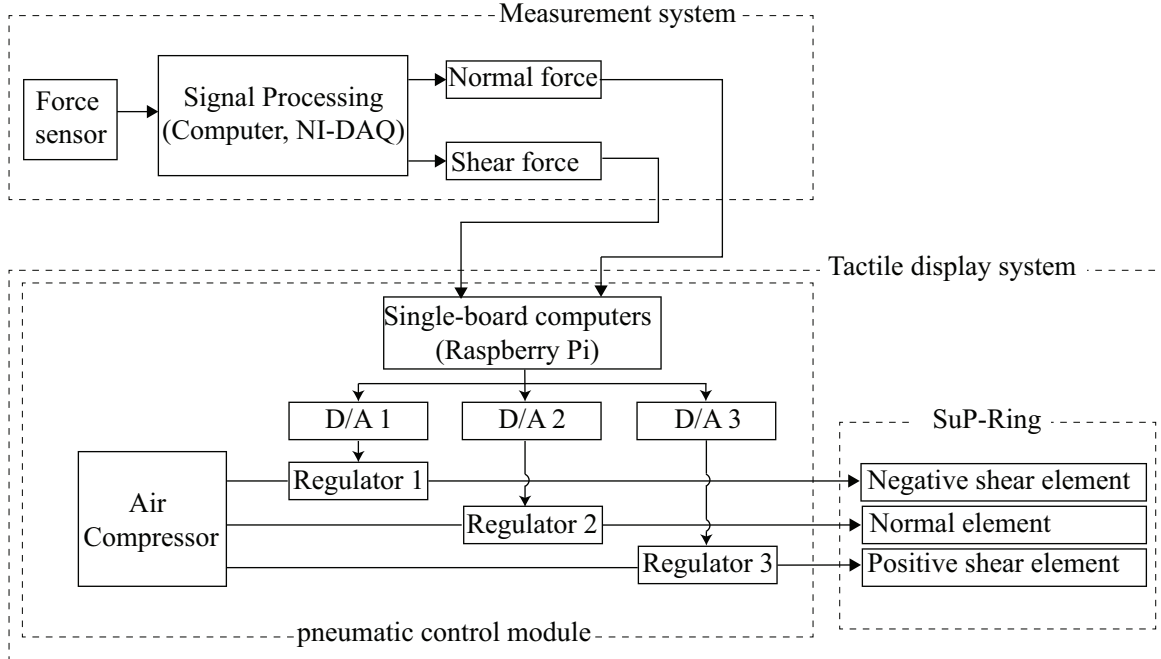 Measurement system
Force
sensor
Signal Processing
(Computer, NI-DAQ)
Normal force
Shear force
Tactile display system
Single-board computers
(Raspberry Pi)
D/A 1
D/A 2
D/A 3
SuP-Ring
Air
Compressor
Regulator 1
Regulator 2
Regulator 3
Negative shear element
Normal element
Positive shear element
pneumatic control module